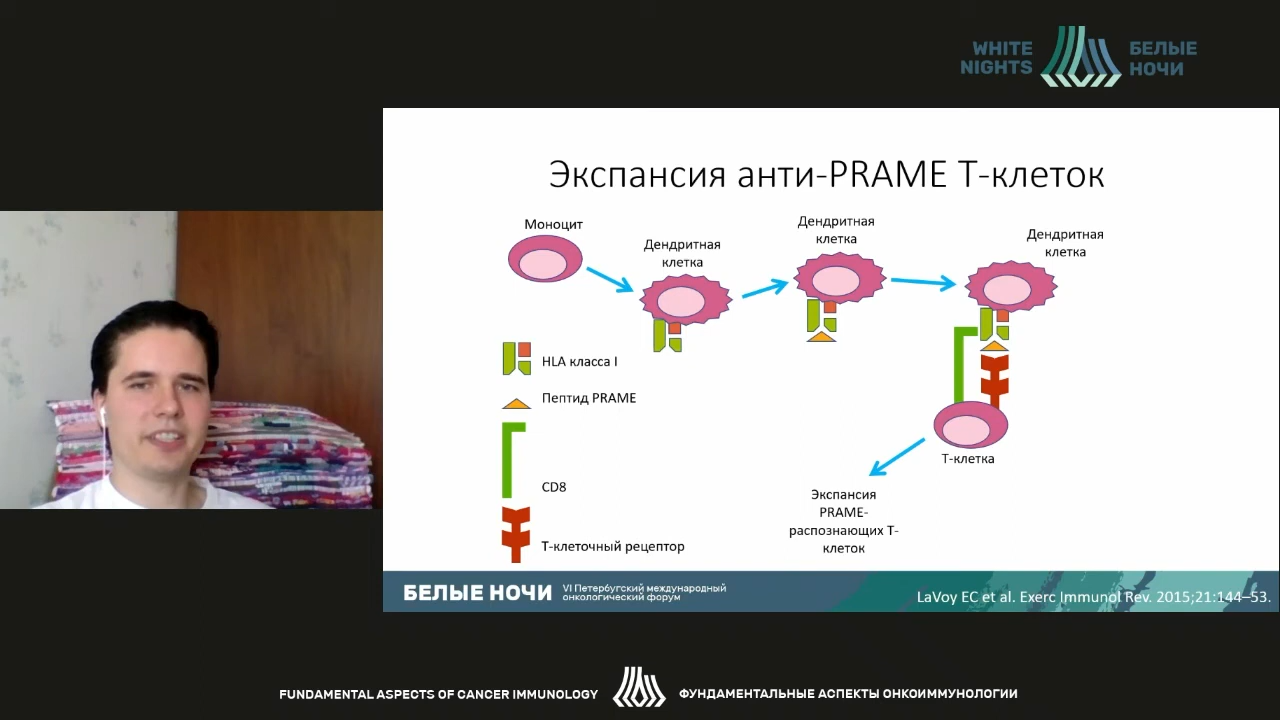 WHITE
NIGHTS
БЕЛЫЕ
НОЧИ
Экспансия анти-PRAME Т-клеток
Моноцит
Дендритная
клетка
Дендритная
клетка
Дендритная
клетка
HLA класса I
Пептид PRAME
CD8
Т-клеточный рецептор
Т-клетка
Экспансия
PRAME-
распознающих Т-
клеток
БЕЛЫЕ НОЧИ
VI Петербугский международный
онкологический форум
LaVoy EC et al. Exerc Immunol Rev. 2015;21:144–53.
FUNDAMENTAL ASPECTS OF CANCER IMMUNOLOGY
ФУНДАМЕНТАЛЬНЫЕ АСПЕКТЫ ОНКОИММУНОЛОГИИ